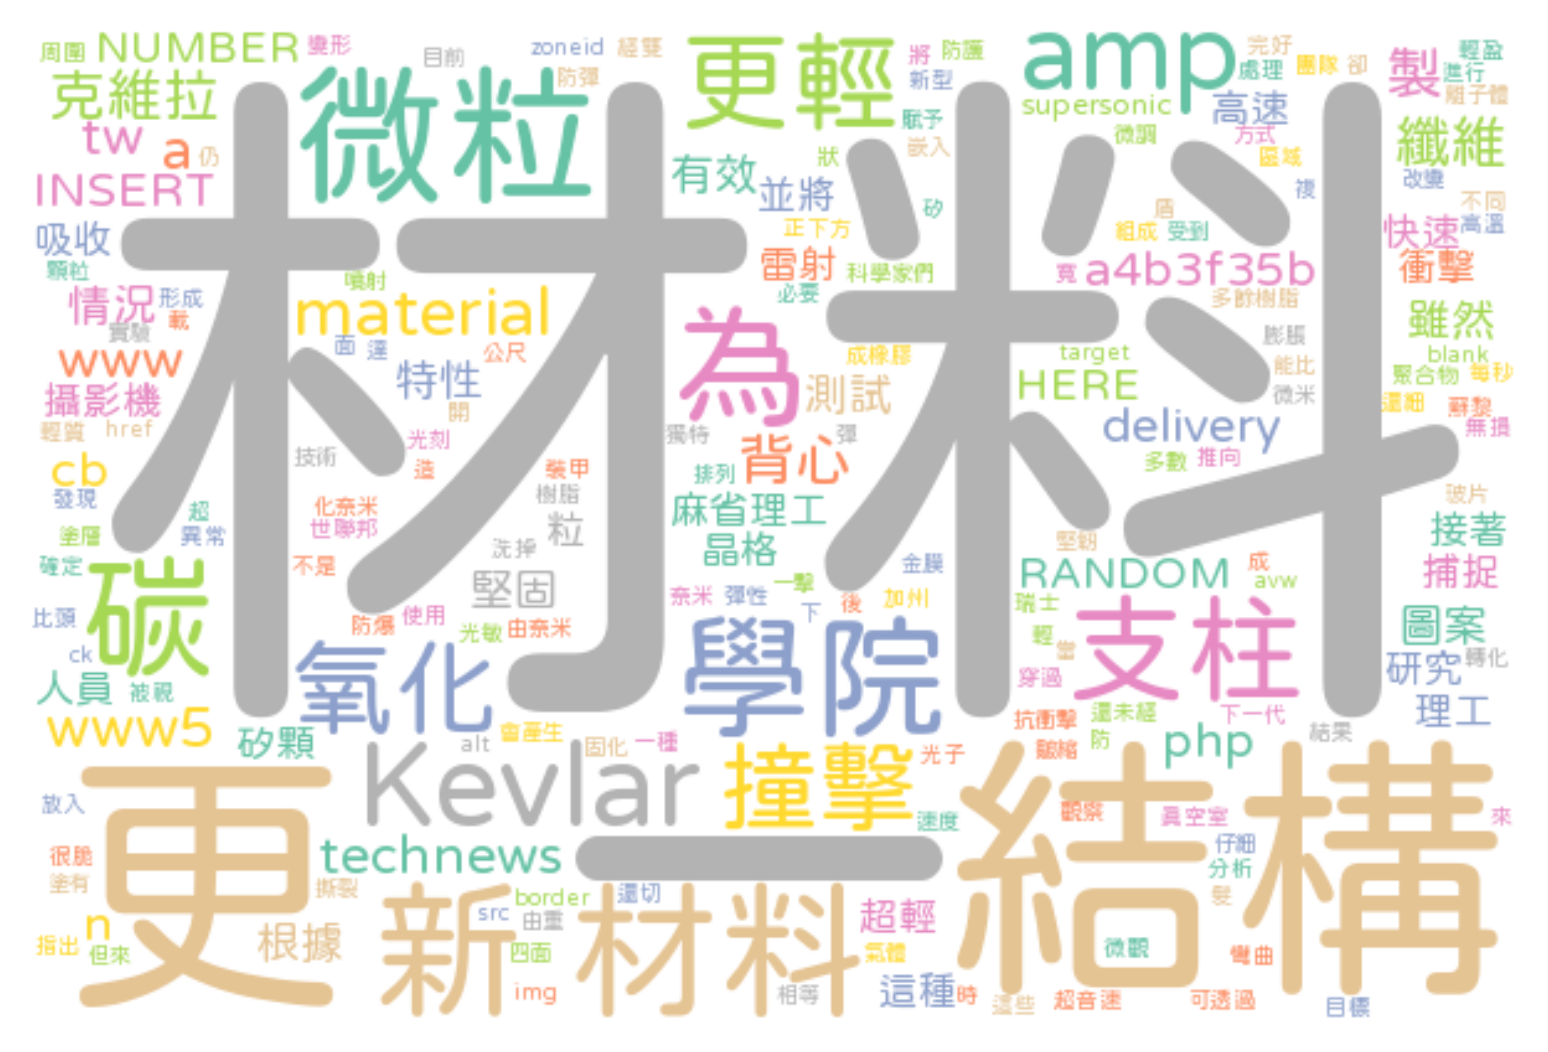 周圍 NUMBER 變形 目前 zoneid 經雙 更輕 將 防護 amp 完好 團隊 卻 製 輕盈
克維拉 微粒 防彈 新型 處理 進行
supersonic 高速 離子體
tw a 仍 賦予 微調 方式 纖維
INSERT 有效 狀 嵌入 區域 改變
並將 矽 盾 複 不同
吸收 材料 正下方 組成 受到 快速 高溫
顆粒 噴射 雷射 科學家們 寬 a4b3f35b 衝擊
情況 形成 material 必要 多餘樹脂
實驗 載 為 膨脹 雖然
www 面 達 公尺 成橡膠 target 能比 blank
攝影機 特性 測試 HERE 微米 聚合物 每秒
輕質 href 開 獨特 彈 delivery 還細 蘇黎
cb 技術 光刻 背心 多數 推向 無損
發現 造 裝甲 排列
超 化奈米 樹脂 麻省理工 玻片
塗層 異常 世聯邦 粒 堅韌 接著
洗掉 晶格
確定 碳 不是 堅固 金膜 RANDOM 成 捕捉
奈米 彈性 一擊 avw
比頭 防爆 使用 下 後 加州 瑞士 支柱 圖案
光敏 由奈米 輕 當
ck 氧化 學院 研究 轉化
人員 被視 穿過
www5 還未經 下一代 理工
矽顆 alt 會產生 固化 一種 抗衝擊 防 php 結果
Kevlar 撞擊 光子 皺縮
放入 更 速度 結構 觀察 真空室 來
technews 一 仔細
很脆 分析
塗有 撕裂 新材料 border 還切 髮
n src 由重 超輕
指出 但來 根據 四面 氣體 微觀 彎曲
img 相等 這種 時 這些 超音速 可透過 目標